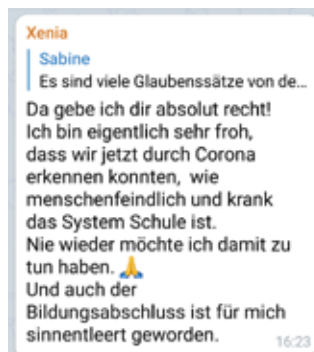 Xenia
Sabine
Es sind viele Glaubenssätze von de...
Da gebe ich dir absolut recht!
Ich bin eigentlich sehr froh,
dass wir jetzt durch Corona
erkennen konnten, wie
menschenfeindlich und krank
das System Schule ist.
Nie wieder möchte ich damit zu
tun haben. 🙏
Und auch der
Bildungsabschluss ist für mich
sinnentleert geworden.
16:23